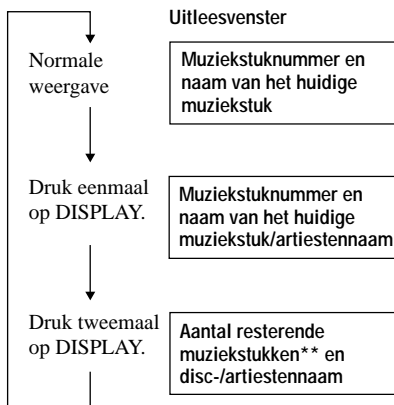 Uitleesvenster
Normale
weergave
Muziekstuknummer en
naam van het huidige
muziekstuk
Druk eenmaal
op DISPLAY.
Muziekstuknummer en
naam van het huidige
muziekstuk/artiestennaam
Druk tweemaal
op DISPLAY.
Aantal resterende
muziekstukken** en
disc-/artiestennaam